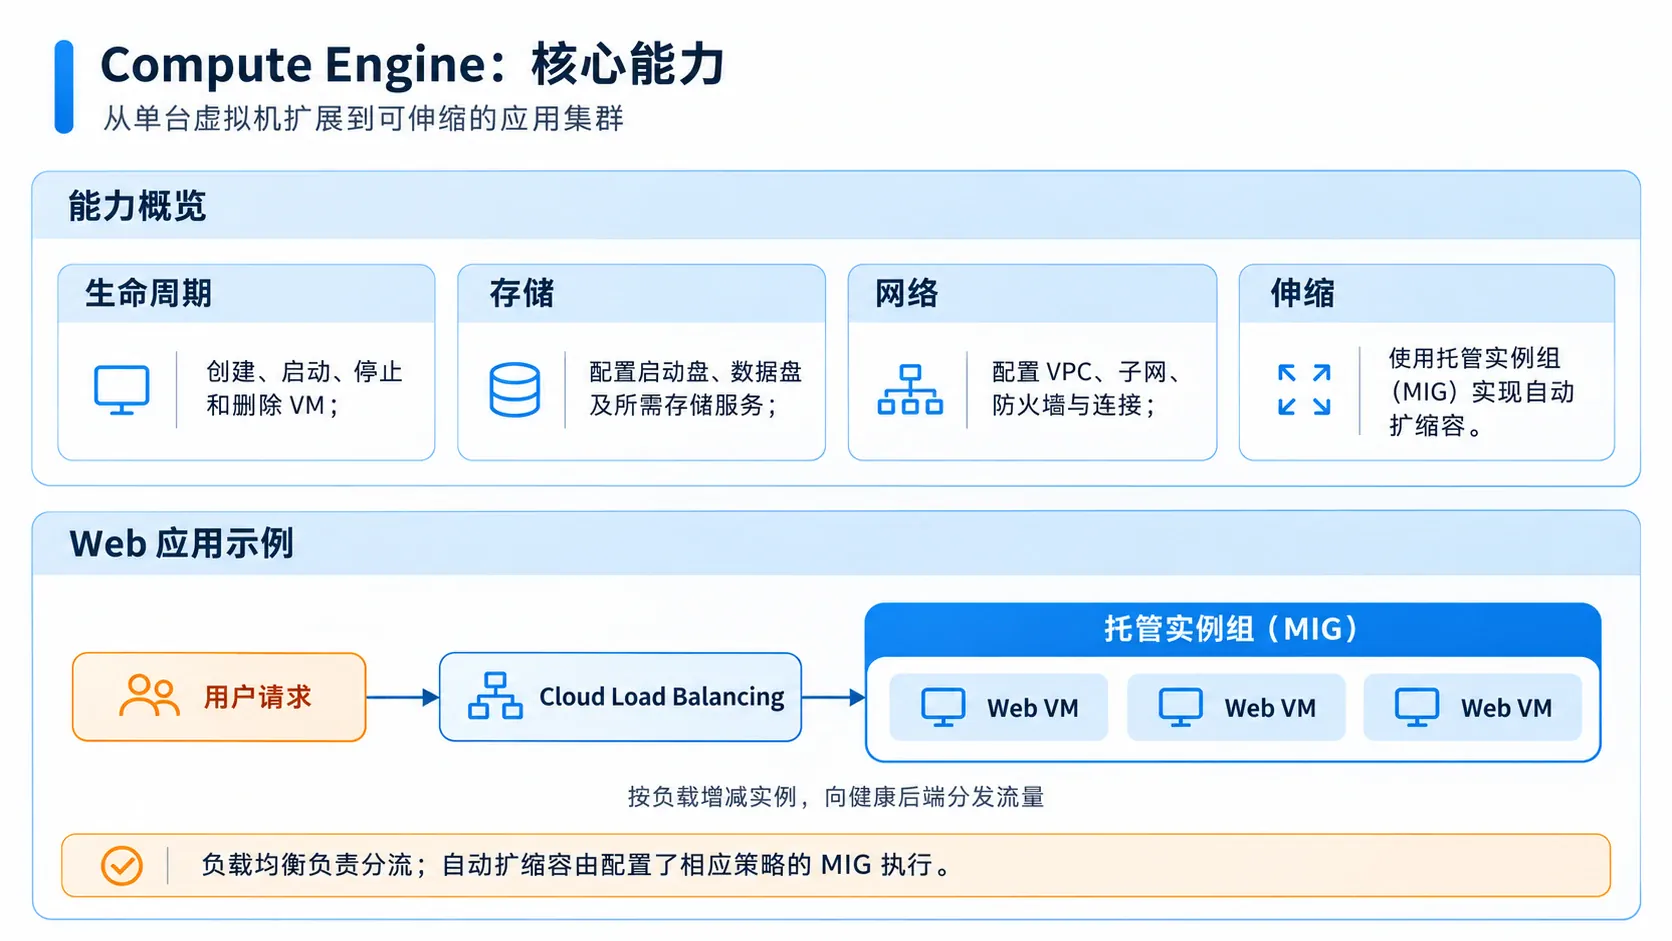 Compute Engine：核心能力
从单台虚拟机扩展到可伸缩的应用集群
能力概览
生命周期
创建、启动、停止
和删除 VM；
存储
配置启动盘、数据盘
及所需存储服务；
网络
配置 VPC、子网、
防火墙与连接；
伸缩
使用托管实例组
（MIG）实现自动
扩缩容。
Web 应用示例
用户请求
Cloud Load Balancing
托管实例组（MIG）
Web VM
Web VM
Web VM
按负载增减实例，向健康后端分发流量
负载均衡负责分流；自动扩缩容由配置了相应策略的 MIG 执行。